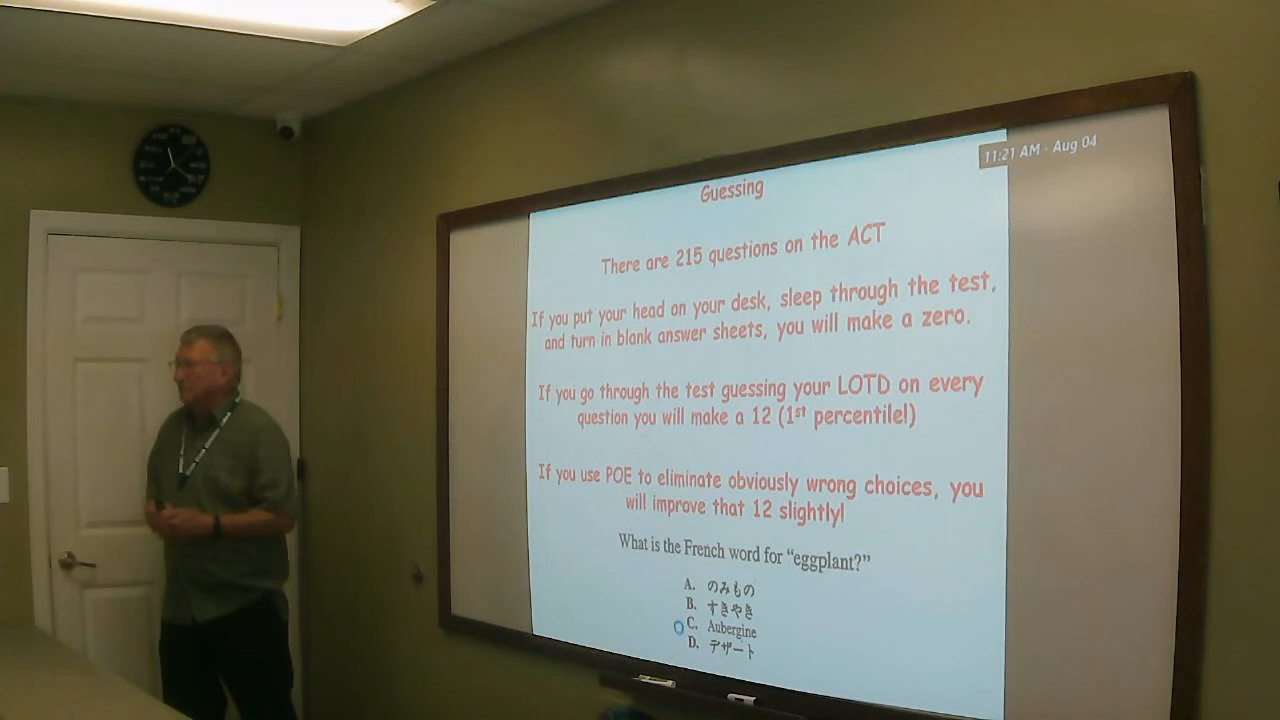 11:21 AM - Aug 04
Guessing
There are 215 questions on the ACT
If you put your head on your desk, sleep through the test,
and turn in blank answer sheets, you will make a zero.
If you go through the test guessing your LOTD on every
question you will make a 12 (1st percentile!)
If you use POE to eliminate obviously wrong choices, you
will improve that 12 slightly!
What is the French word for “eggplant?”
A. のみもの
B. すきやき
C. Aubergine
D. デザート